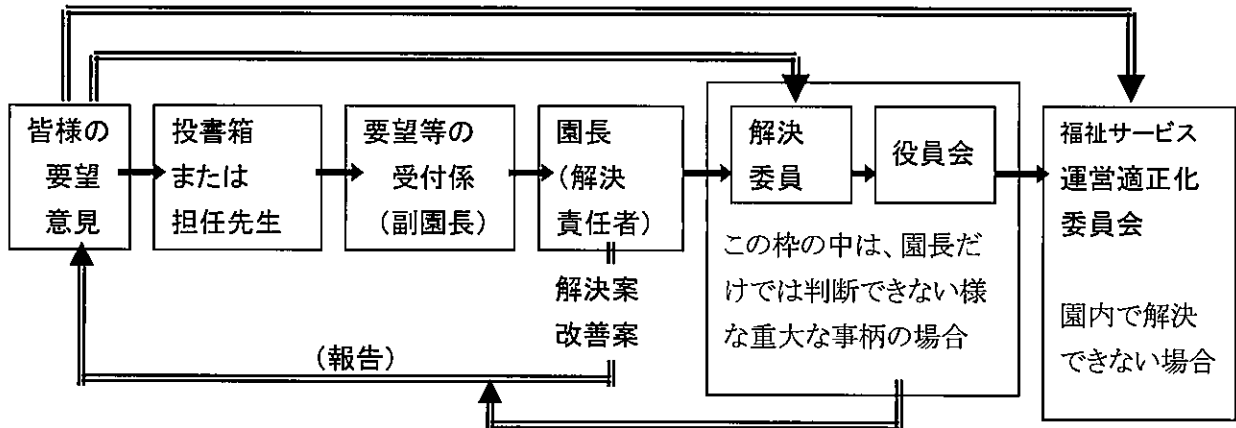 皆様の
要望
意見
投書箱
または
担任先生
要望等の
受付係
（副園長）
園長
（解決
責任者）
解決
委員
役員会
この枠の中は、園長だ
けでは判断できない様
な重大な事柄の場合
福祉サービス
運営適正化
委員会
園内で解決
できない場合
解決案
改善案
（報告）